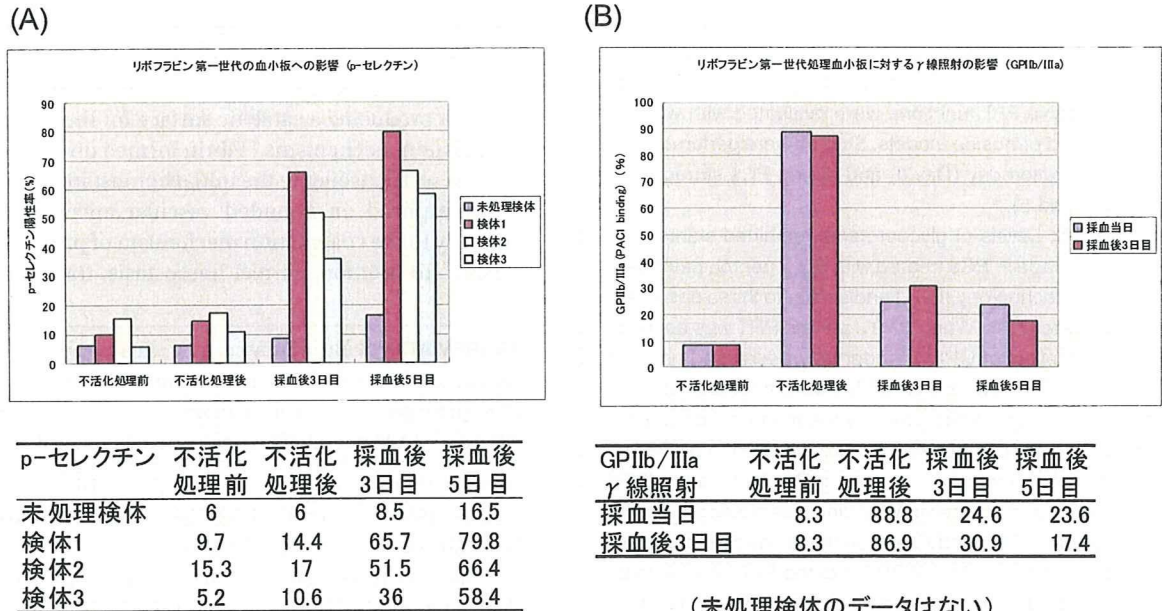 (A)
リボフラビン第一世代の血小板への影響 (p-セレクチン)
p-セレクチン陽性率(%)
90
80
70
60
50
40
30
20
10
0
不活化処理前 不活化処理後 採血後3日目 採血後5日目
未処理検体
検体1
検体2
検体3
p-セレクチン 不活化処理前 不活化処理後 採血後3日目 採血後5日目
未処理検体 6 6 8.5 16.5
検体1 9.7 14.4 65.7 79.8
検体2 15.3 17 51.5 66.4
検体3 5.2 10.6 36 58.4
(B)
リボフラビン第一世代処理血小板に対するγ線照射の影響 (GPIIb/IIIa)
GPIIb/IIIa (PACI binding) (%)
100
90
80
70
60
50
40
30
20
10
0
不活化処理前 不活化処理後 採血後3日目 採血後5日目
採血当日
採血後3日目
GPIIb/IIIa 不活化 不活化 採血後 採血後
γ線照射 処理前 処理後 3日目 5日目
採血当日 8.3 88.8 24.6 23.6
採血後3日目 8.3 86.9 30.9 17.4
(未処理検体のデータはない)